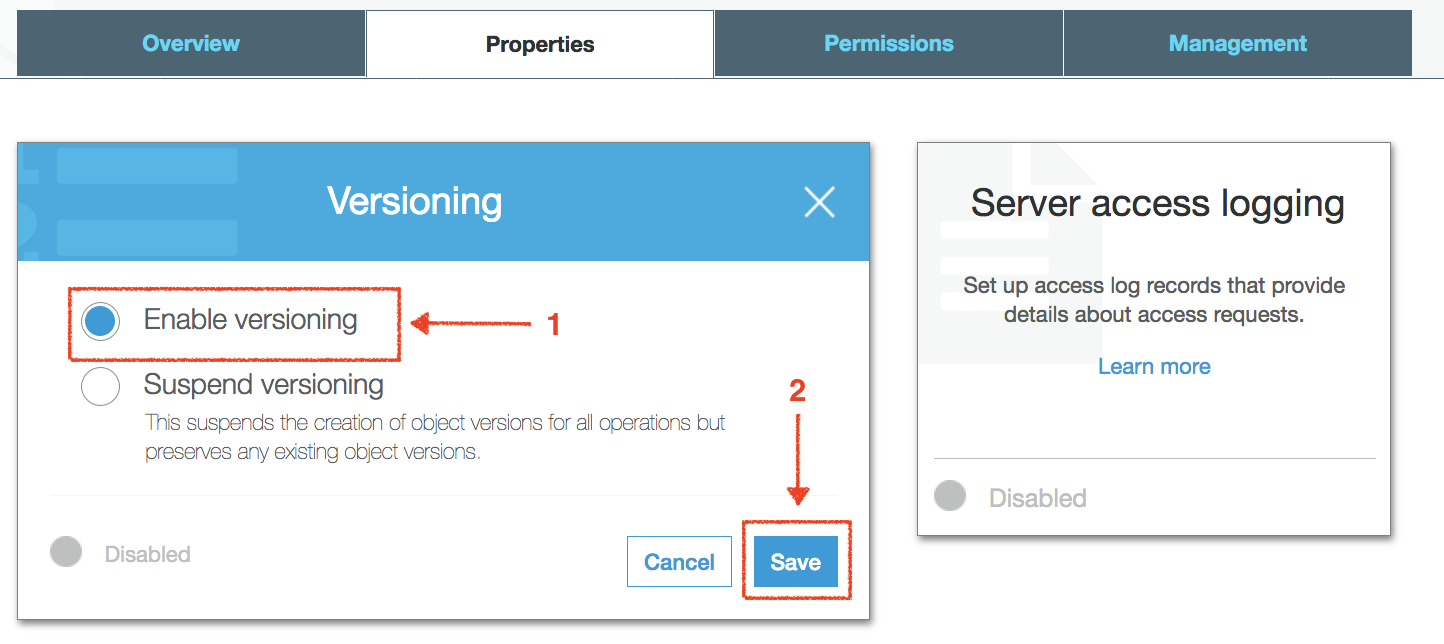 Overview
Properties
Permissions
Management
Versioning
Enable versioning
1
Suspend versioning
This suspends the creation of object versions for all operations but
preserves any existing object versions.
2
Disabled
Cancel
Save
Server access logging
Set up access log records that provide
details about access requests.
Learn more
Disabled